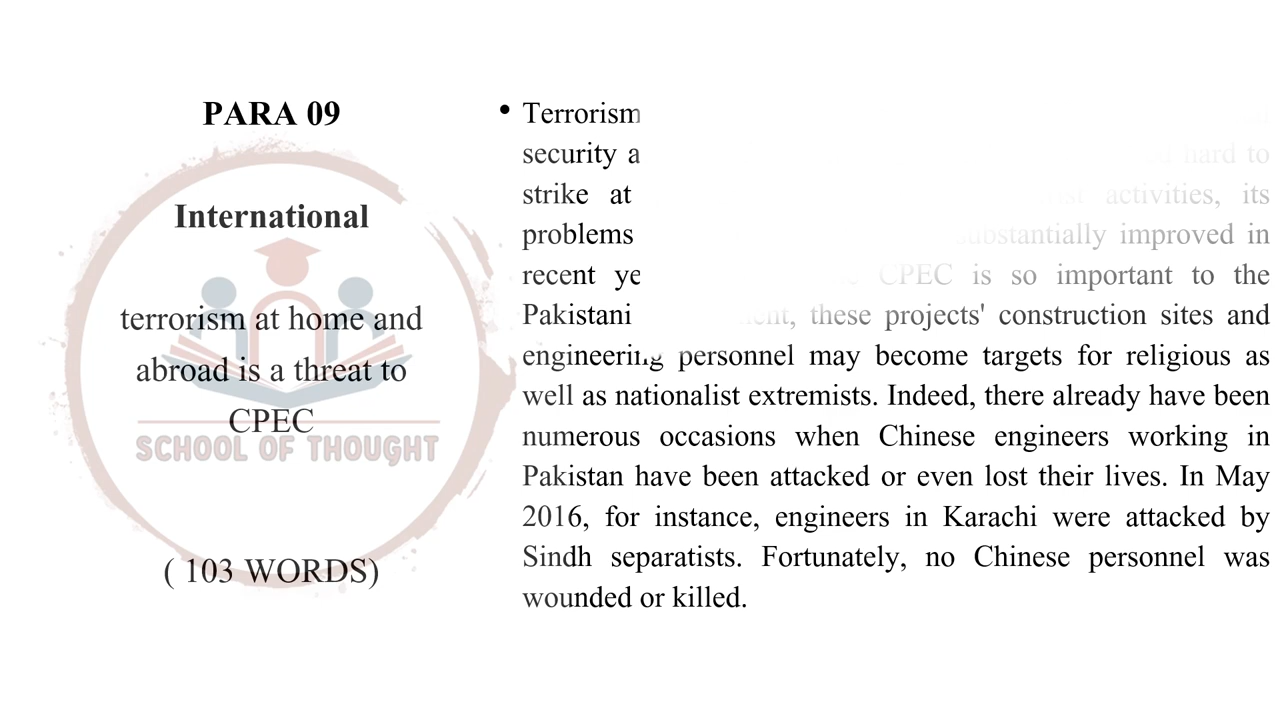 PARA 09
International
terrorism at home and
abroad is a threat to
CPEC
SCHOOL OF THOUGHT
( 103 WORDS)
• Terrorism
security a hard to
strike at activities, its
problems substantially improved in
recent ye CPEC is so important to the
Pakistani these projects' construction sites and
engineering personnel may become targets for religious as
well as nationalist extremists. Indeed, there already have been
numerous occasions when Chinese engineers working in
Pakistan have been attacked or even lost their lives. In May
2016, for instance, engineers in Karachi were attacked by
Sindh separatists. Fortunately, no Chinese personnel was
wounded or killed.